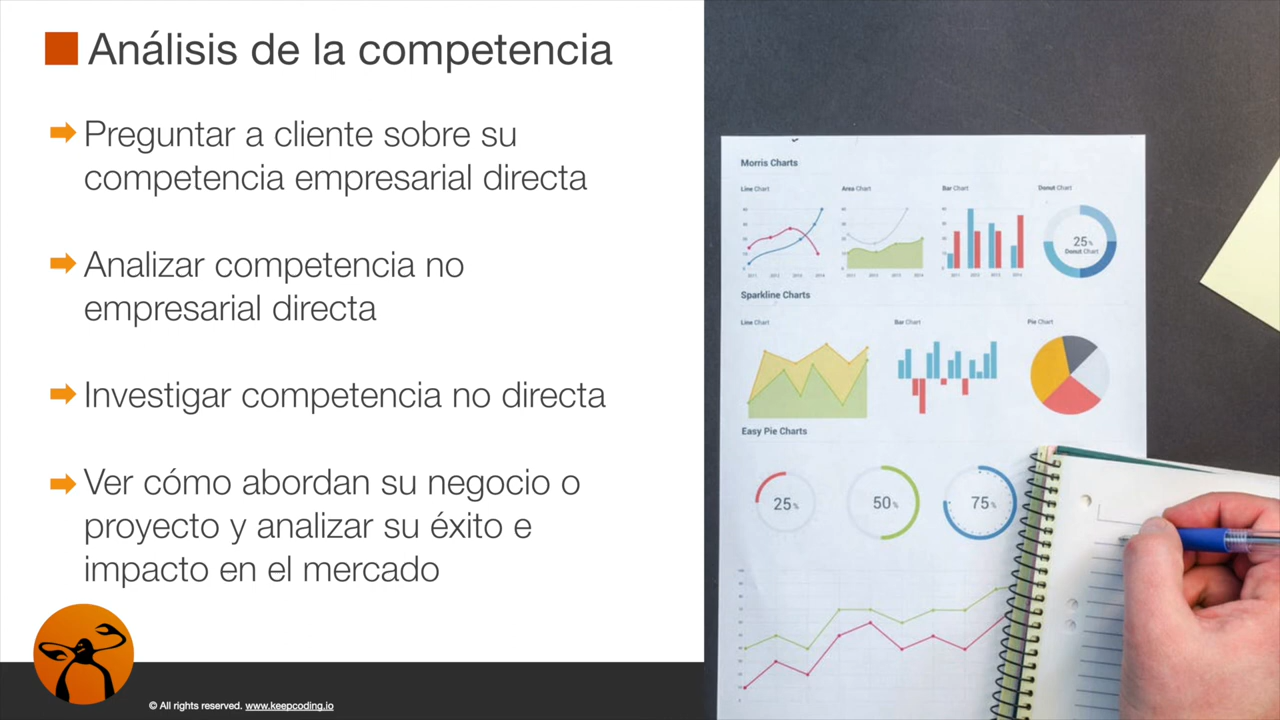 Análisis de la competencia
Preguntar a cliente sobre su
competencia empresarial directa
Analizar competencia no
empresarial directa
Investigar competencia no directa
Ver cómo abordan su negocio o
proyecto y analizar su éxito e
impacto en el mercado
© All rights reserved. www.keepcoding.io
Morris Charts
Line Chart
Area Chart
Bar Chart
Donut Chart
25%
Donut Chart
Sparkline Charts
Line Chart
Bar Chart
Pie Chart
Easy Pie Charts
25%
50%
75%